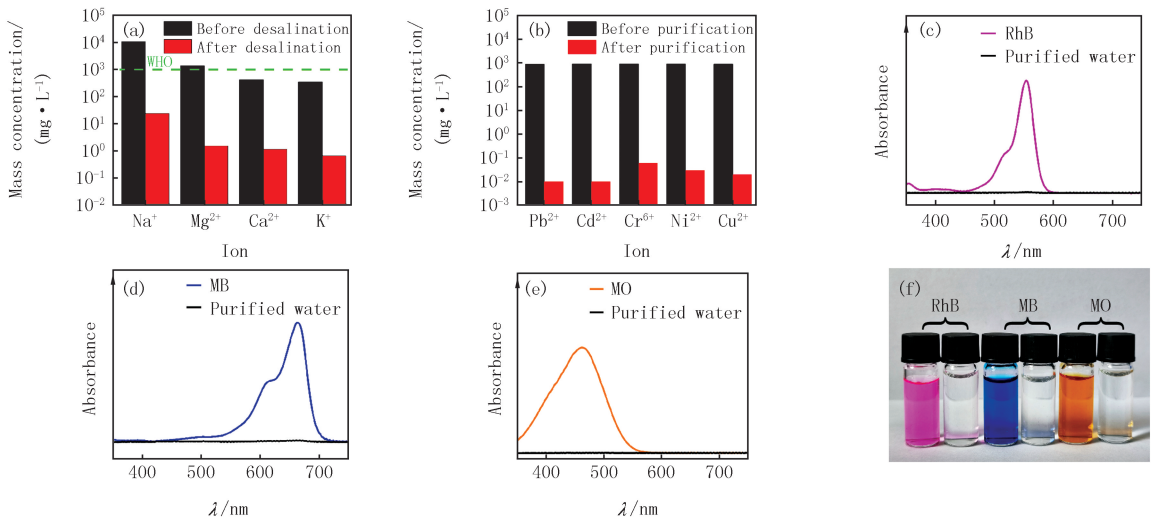 (a)
Before desalination
After desalination
WHO
10⁵
10⁴
10³
10²
10¹
10⁰
10⁻¹
10⁻²
Mass concentration/
(mg•L⁻¹)
Na⁺ Mg²⁺ Ca²⁺ K⁺
Ion
(b)
Before purification
After purification
10⁵
10⁴
10³
10²
10¹
10⁰
10⁻¹
10⁻²
10⁻³
Mass concentration/
(mg•L⁻¹)
Pb²⁺ Cd²⁺ Cr⁶⁺ Ni²⁺ Cu²⁺
Ion
(c)
RhB
Purified water
Absorbance
400 500 600 700
λ/nm
(d)
MB
Purified water
Absorbance
400 500 600 700
λ/nm
(e)
MO
Purified water
Absorbance
400 500 600 700
λ/nm
(f)
RhB MB MO